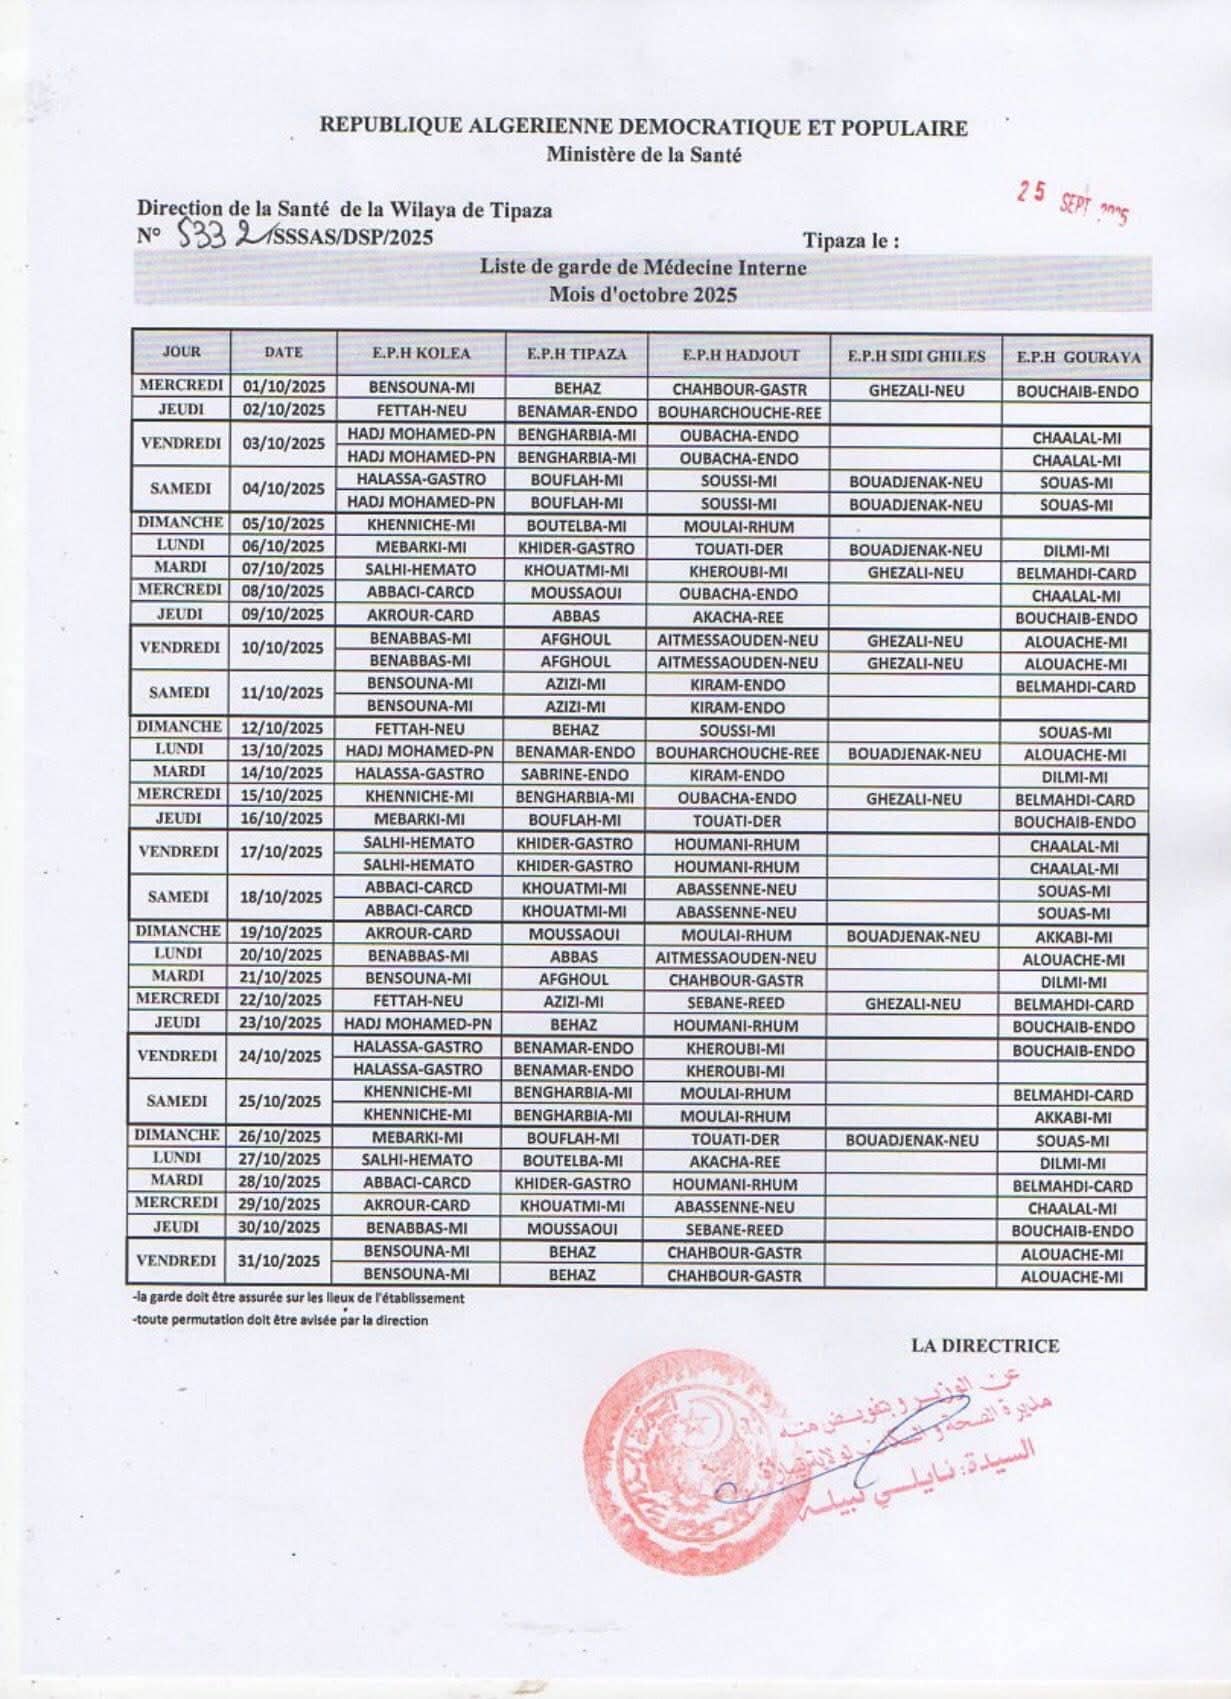 REPUBLIQUE ALGERIENNE DEMOCRATIQUE ET POPULAIRE
Ministère de la Santé
25 SEPT 2025
Direction de la Santé de la Wilaya de Tipaza
N° 5332/SSSAS/DSP/2025 Tipaza le :
Liste de garde de Médecine Interne
Mois d'octobre 2025
JOUR DATE E.P.H KOLEA E.P.H TIPAZA E.P.H HADJOUT E.P.H SIDI GHILES E.P.H GOURAYA
MERCREDI 01/10/2025 BENSOUNA-MI BEHAZ CHAHBOUR-GASTR GHEZALI-NEU BOUCHAIB-ENDO
JEUDI 02/10/2025 FETTAH-NEU BENAMAR-ENDO BOUHARCHOUCHE-REE
VENDREDI 03/10/2025 HADJ MOHAMED-PN BENGHARBIA-MI OUBACHA-ENDO CHAALAL-MI
HADJ MOHAMED-PN BENGHARBIA-MI OUBACHA-ENDO CHAALAL-MI
SAMEDI 04/10/2025 HALASSA-GASTRO BOUFLAH-MI SOUSSI-MI BOUADJENAK-NEU SOUAS-MI
HADJ MOHAMED-PN BOUFLAH-MI SOUSSI-MI BOUADJENAK-NEU SOUAS-MI
DIMANCHE 05/10/2025 KHENNICHE-MI BOUTELBA-MI MOULAI-RHUM
LUNDI 06/10/2025 MEBARKI-MI KHIDER-GASTRO TOUATI-DER BOUADJENAK-NEU DILMI-MI
MARDI 07/10/2025 SALHI-HEMATO KHOUATMI-MI KHEROUBI-MI GHEZALI-NEU BELMAHDI-CARD
MERCREDI 08/10/2025 ABBACI-CARCD MOUSSAOUI OUBACHA-ENDO CHAALAL-MI
JEUDI 09/10/2025 AKROUR-CARD ABBAS AKACHA-REE BOUCHAIB-ENDO
VENDREDI 10/10/2025 BENABBAS-MI AFGHOUL AITMESSAOUDEN-NEU GHEZALI-NEU ALOUACHE-MI
BENABBAS-MI AFGHOUL AITMESSAOUDEN-NEU GHEZALI-NEU ALOUACHE-MI
SAMEDI 11/10/2025 BENSOUNA-MI AZIZI-MI KIRAM-ENDO BELMAHDI-CARD
BENSOUNA-MI AZIZI-MI KIRAM-ENDO
DIMANCHE 12/10/2025 FETTAH-NEU BEHAZ SOUSSI-MI SOUAS-MI
LUNDI 13/10/2025 HADJ MOHAMED-PN BENAMAR-ENDO BOUHARCHOUCHE-REE BOUADJENAK-NEU ALOUACHE-MI
MARDI 14/10/2025 HALASSA-GASTRO SABRINE-ENDO KIRAM-ENDO DILMI-MI
MERCREDI 15/10/2025 KHENNICHE-MI BENGHARBIA-MI OUBACHA-ENDO GHEZALI-NEU BELMAHDI-CARD
JEUDI 16/10/2025 MEBARKI-MI BOUFLAH-MI TOUATI-DER BOUCHAIB-ENDO
VENDREDI 17/10/2025 SALHI-HEMATO KHIDER-GASTRO HOUMANI-RHUM CHAALAL-MI
SALHI-HEMATO KHIDER-GASTRO HOUMANI-RHUM CHAALAL-MI
SAMEDI 18/10/2025 ABBACI-CARCD KHOUATMI-MI ABASSENNE-NEU SOUAS-MI
ABBACI-CARCD KHOUATMI-MI ABASSENNE-NEU SOUAS-MI
DIMANCHE 19/10/2025 AKROUR-CARD MOUSSAOUI MOULAI-RHUM BOUADJENAK-NEU AKKABI-MI
LUNDI 20/10/2025 BENABBAS-MI ABBAS AITMESSAOUDEN-NEU ALOUACHE-MI
MARDI 21/10/2025 BENSOUNA-MI AFGHOUL CHAHBOUR-GASTR DILMI-MI
MERCREDI 22/10/2025 FETTAH-NEU AZIZI-MI SEBANE-REED GHEZALI-NEU BELMAHDI-CARD
JEUDI 23/10/2025 HADJ MOHAMED-PN BEHAZ HOUMANI-RHUM BOUCHAIB-ENDO
VENDREDI 24/10/2025 HALASSA-GASTRO BENAMAR-ENDO KHEROUBI-MI BOUCHAIB-ENDO
HALASSA-GASTRO BENAMAR-ENDO KHEROUBI-MI
SAMEDI 25/10/2025 KHENNICHE-MI BENGHARBIA-MI MOULAI-RHUM BELMAHDI-CARD
KHENNICHE-MI BENGHARBIA-MI MOULAI-RHUM AKKABI-MI
DIMANCHE 26/10/2025 MEBARKI-MI BOUFLAH-MI TOUATI-DER BOUADJENAK-NEU SOUAS-MI
LUNDI 27/10/2025 SALHI-HEMATO BOUTELBA-MI AKACHA-REE DILMI-MI
MARDI 28/10/2025 ABBACI-CARCD KHIDER-GASTRO HOUMANI-RHUM BELMAHDI-CARD
MERCREDI 29/10/2025 AKROUR-CARD KHOUATMI-MI ABASSENNE-NEU CHAALAL-MI
JEUDI 30/10/2025 BENABBAS-MI MOUSSAOUI SEBANE-REED BOUCHAIB-ENDO
VENDREDI 31/10/2025 BENSOUNA-MI BEHAZ CHAHBOUR-GASTR ALOUACHE-MI
BENSOUNA-MI BEHAZ CHAHBOUR-GASTR ALOUACHE-MI
-la garde doit être assurée sur les lieux de l'établissement
-toute permutation doit être avisée par la direction
LA DIRECTRICE
عن الوزير و بتفويض منه
مديرة الصحة و السكان لولاية تيبازة
السيدة: نايلي نبيلة